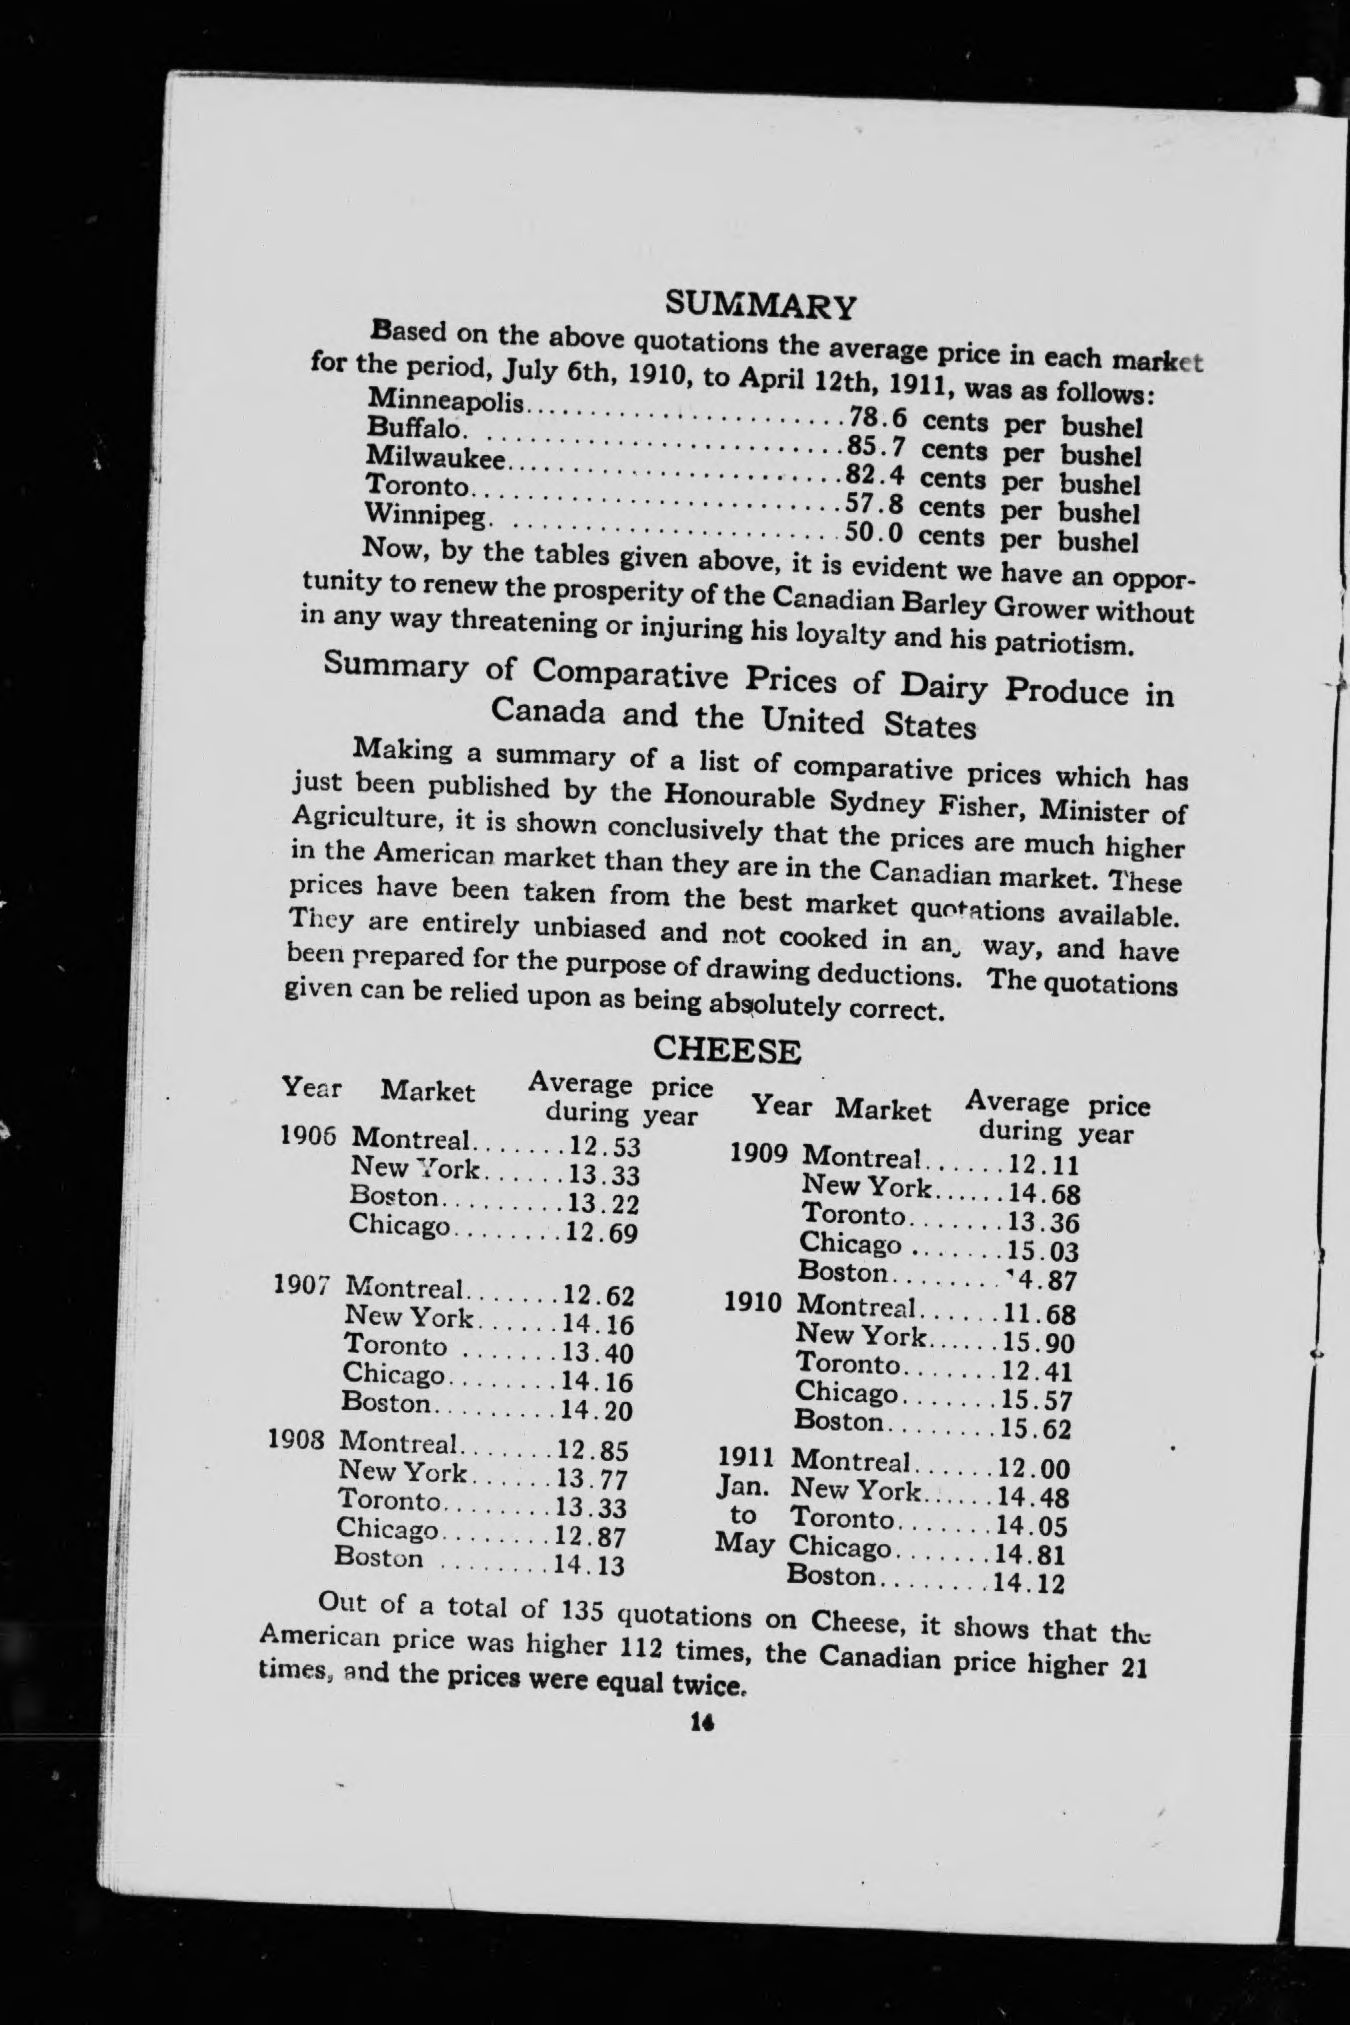 SUMMARY
Based on the above quotations the average price in each market
for the period, July 6th, 1910, to April 12th, 1911, was as follows:
Minneapolis..............................78.6 cents per bushel
Buffalo. ..............................85.7 cents per bushel
Milwaukee..............................82.4 cents per bushel
Toronto..............................57.8 cents per bushel
Winnipeg. ..............................50.0 cents per bushel
Now, by the tables given above, it is evident we have an oppor-
tunity to renew the prosperity of the Canadian Barley Grower without
in any way threatening or injuring his loyalty and his patriotism.
Summary of Comparative Prices of Dairy Produce in
Canada and the United States
Making a summary of a list of comparative prices which has
just been published by the Honourable Sydney Fisher, Minister of
Agriculture, it is shown conclusively that the prices are much higher
in the American market than they are in the Canadian market. These
prices have been taken from the best market quotations available.
They are entirely unbiased and not cooked in any way, and have
been prepared for the purpose of drawing deductions. The quotations
given can be relied upon as being absolutely correct.
CHEESE
Year Market Average price during year
1906 Montreal.......12.53
New York......13.33
Boston.........13.22
Chicago........12.69
1907 Montreal.......12.62
New York......14.16
Toronto .......13.40
Chicago........14.16
Boston.........14.20
1908 Montreal.......12.85
New York......13.77
Toronto........13.33
Chicago........12.87
Boston ........14.13
Year Market Average price during year
1909 Montreal......12.11
New York......14.68
Toronto.......13.36
Chicago .......15.03
Boston........14.87
1910 Montreal......11.68
New York......15.90
Toronto.......12.41
Chicago.......15.57
Boston........15.62
1911 Montreal......12.00
Jan. New York......14.48
to Toronto.......14.05
May Chicago.......14.81
Boston........14.12
Out of a total of 135 quotations on Cheese, it shows that the
American price was higher 112 times, the Canadian price higher 21
times, and the prices were equal twice.
14